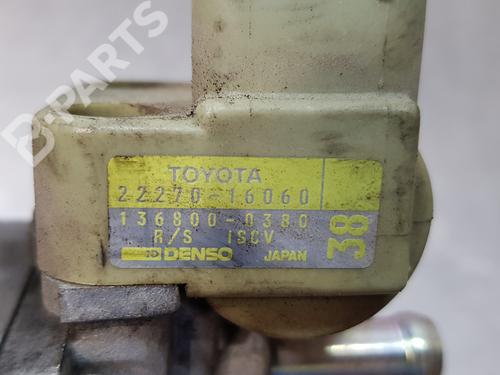 B-PARTS
TOYOTA
22270-16060
136800-0380
R/S ISCV
DENSO JAPAN
38